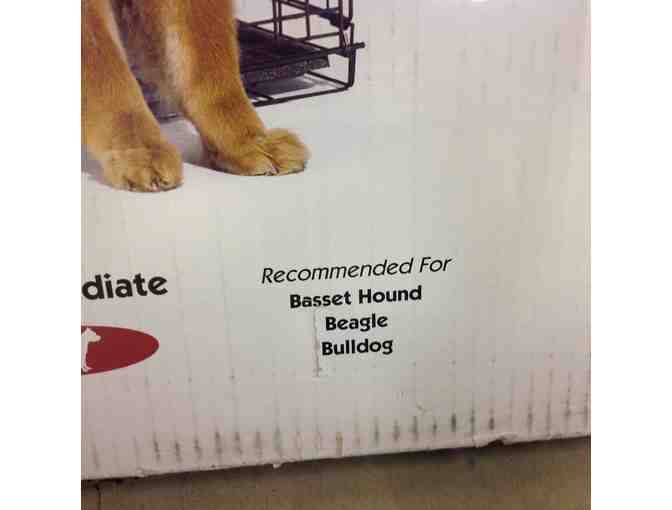 diate
Recommended For
Basset Hound
Beagle
Bulldog